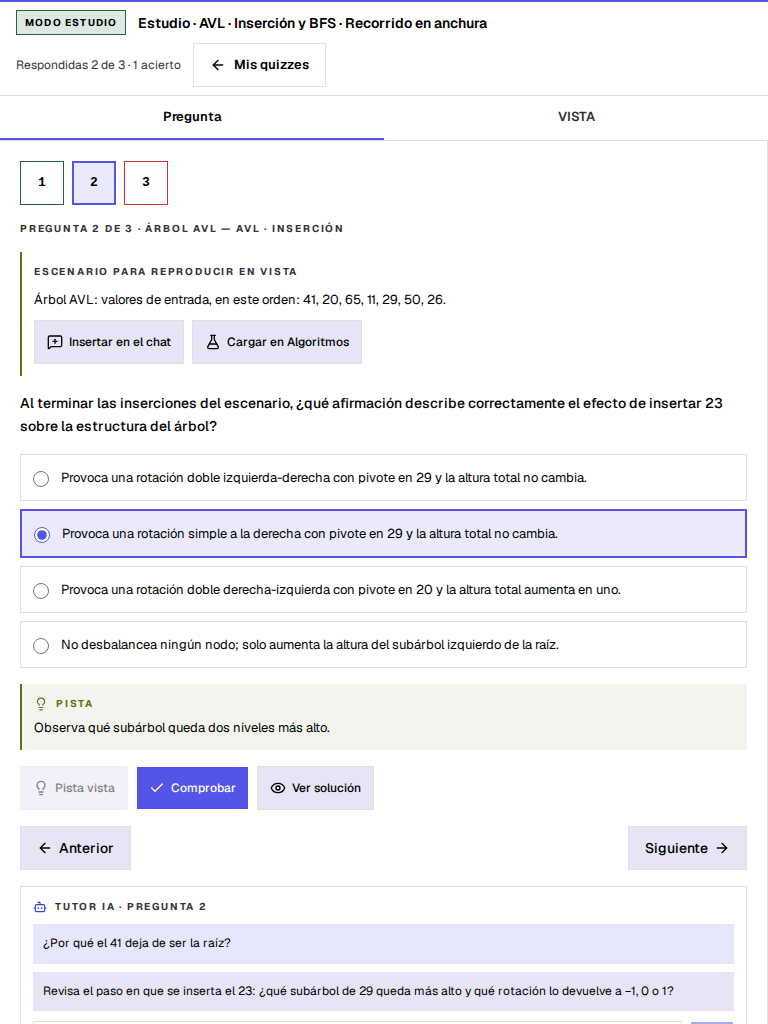 MODO ESTUDIO
Estudio · AVL · Inserción y BFS · Recorrido en anchura
Respondidas 2 de 3 · 1 acierto
Mis quizzes
Pregunta
VISTA
1
2
3
PREGUNTA 2 DE 3 · ÁRBOL AVL — AVL · INSERCIÓN
ESCENARIO PARA REPRODUCIR EN VISTA
Árbol AVL: valores de entrada, en este orden: 41, 20, 65, 11, 29, 50, 26.
Insertar en el chat
Cargar en Algoritmos
Al terminar las inserciones del escenario, ¿qué afirmación describe correctamente el efecto de insertar 23
sobre la estructura del árbol?
Provoca una rotación doble izquierda-derecha con pivote en 29 y la altura total no cambia.
Provoca una rotación simple a la derecha con pivote en 29 y la altura total no cambia.
Provoca una rotación doble derecha-izquierda con pivote en 20 y la altura total aumenta en uno.
No desbalancea ningún nodo; solo aumenta la altura del subárbol izquierdo de la raíz.
PISTA
Observa qué subárbol queda dos niveles más alto.
Pista vista
Comprobar
Ver solución
Anterior
Siguiente
TUTOR IA · PREGUNTA 2
¿Por qué el 41 deja de ser la raíz?
Revisa el paso en que se inserta el 23: ¿qué subárbol de 29 queda más alto y qué rotación lo devuelve a −1, 0 o 1?